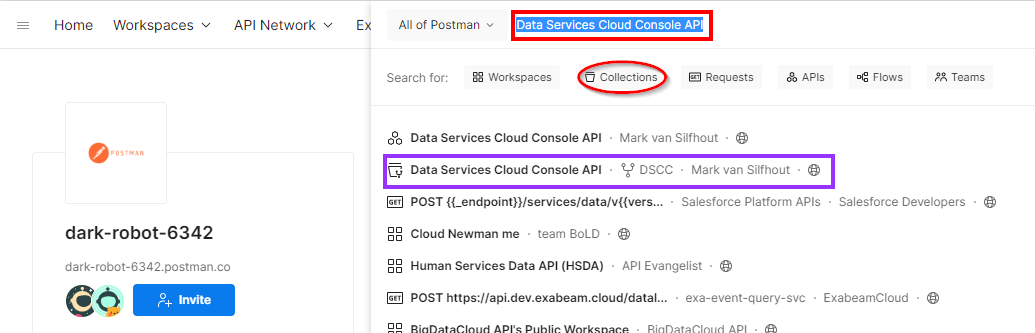 Home Workspaces API Network Ex
All of Postman Data Services Cloud Console API
Search for: Workspaces Collections GET Requests APIs Flows Teams
POSTMAN
dark-robot-6342
dark-robot-6342.postman.co
Invite
Data Services Cloud Console API · Mark van Silfhout ·
Data Services Cloud Console API · DSCC · Mark van Silfhout ·
GET POST {{_endpoint}}/services/data/v{{vers... · Salesforce Platform APIs · Salesforce Developers ·
Cloud Newman me · team BoLD ·
Human Services Data API (HSDA) · API Evangelist ·
GET POST https://api.dev.exabeam.cloud/datal... · exa-event-query-svc · ExabeamCloud ·
BigDataCloud API's Public Workspace · BigDataCloud API ·